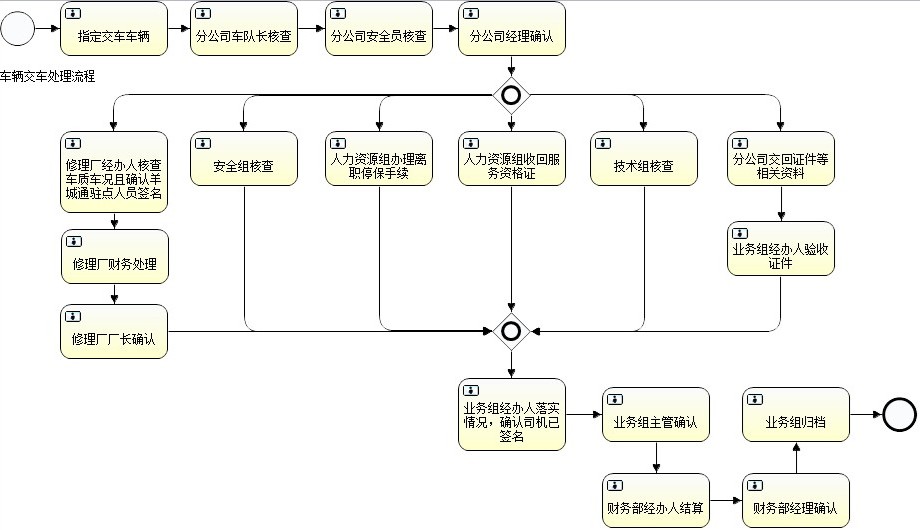 指定交车车辆
分公司车队长核查
分公司安全员核查
分公司经理确认
车辆交车处理流程
修理厂经办人核查
车质车况且确认羊
城通驻点人员签名
安全组核查
人力资源组办理离
职停保手续
人力资源组收回服
务资格证
技术组核查
分公司交回证件等
相关资料
修理厂财务处理
业务组经办人验收
证件
修理厂厂长确认
业务组经办人落实
情况，确认司机已
签名
业务组主管确认
业务组归档
财务部经办人结算
财务部经理确认